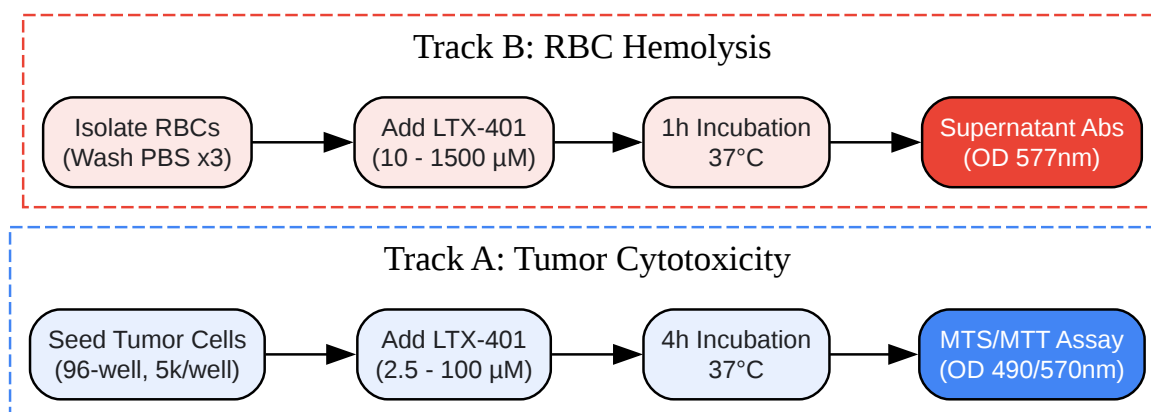 Track B: RBC Hemolysis
Isolate RBCs
(Wash PBS x3)
Add LTX-401
(10 - 1500 µM)
1h Incubation
37°C
Supernatant Abs
(OD 577nm)
Track A: Tumor Cytotoxicity
Seed Tumor Cells
(96-well, 5k/well)
Add LTX-401
(2.5 - 100 µM)
4h Incubation
37°C
MTS/MTT Assay
(OD 490/570nm)